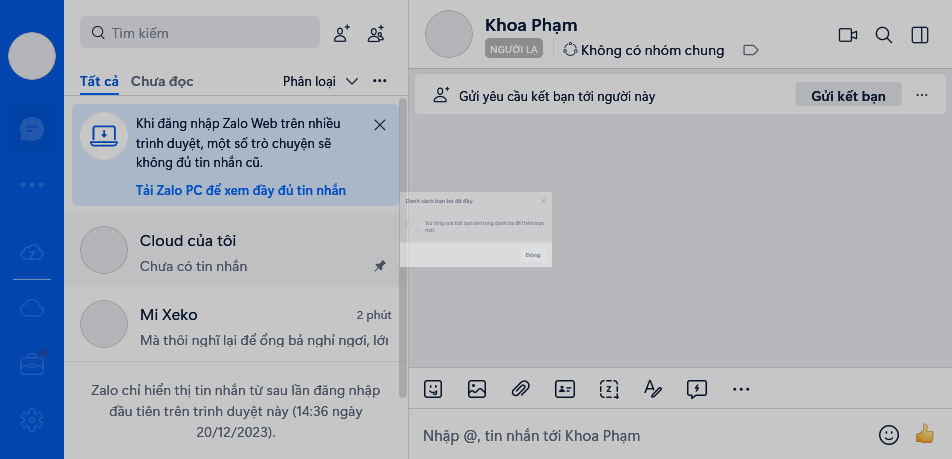 Tìm kiếm
Tất cả
Chưa đọc
Phân loại
Khi đăng nhập Zalo Web trên nhiều
trình duyệt, một số trò chuyện sẽ
không đủ tin nhắn cũ.
Tải Zalo PC để xem đầy đủ tin nhắn
Cloud của tôi
Chưa có tin nhắn
Mi Xeko
2 phút
Mà thôi nghĩ lại để ổng bả nghỉ ngơi, lớn
Zalo chỉ hiển thị tin nhắn từ sau lần đăng nhập
đầu tiên trên trình duyệt này (14:36 ngày
20/12/2023).
Khoa Phạm
NGƯỜI LẠ
Không có nhóm chung
Gửi yêu cầu kết bạn tới người này
Gửi kết bạn
Danh sách bạn bè đã đầy
Vui lòng xoá bớt bạn bè trong danh bạ để thêm bạn
mới.
Đóng
Nhập @, tin nhắn tới Khoa Phạm